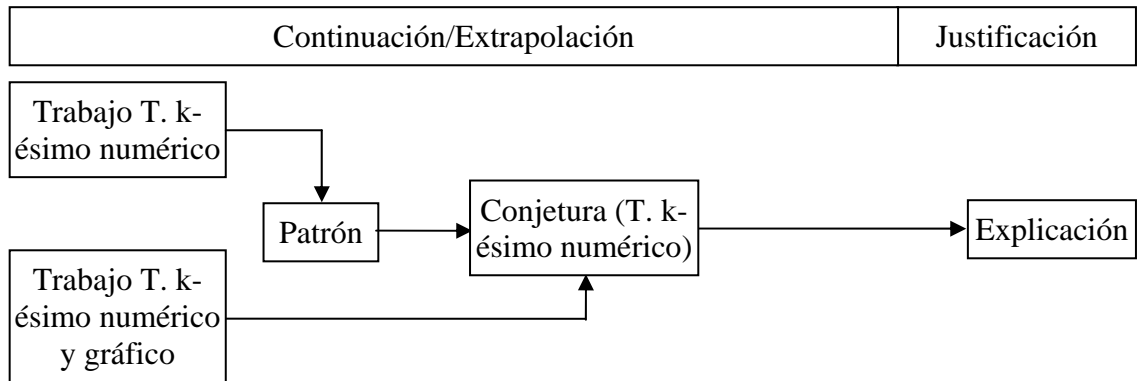 Continuación/Extrapolación
Justificación
Trabajo T. k-
ésimo numérico
Patrón
Conjetura (T. k-
ésimo numérico)
Explicación
Trabajo T. k-
ésimo numérico
y gráfico